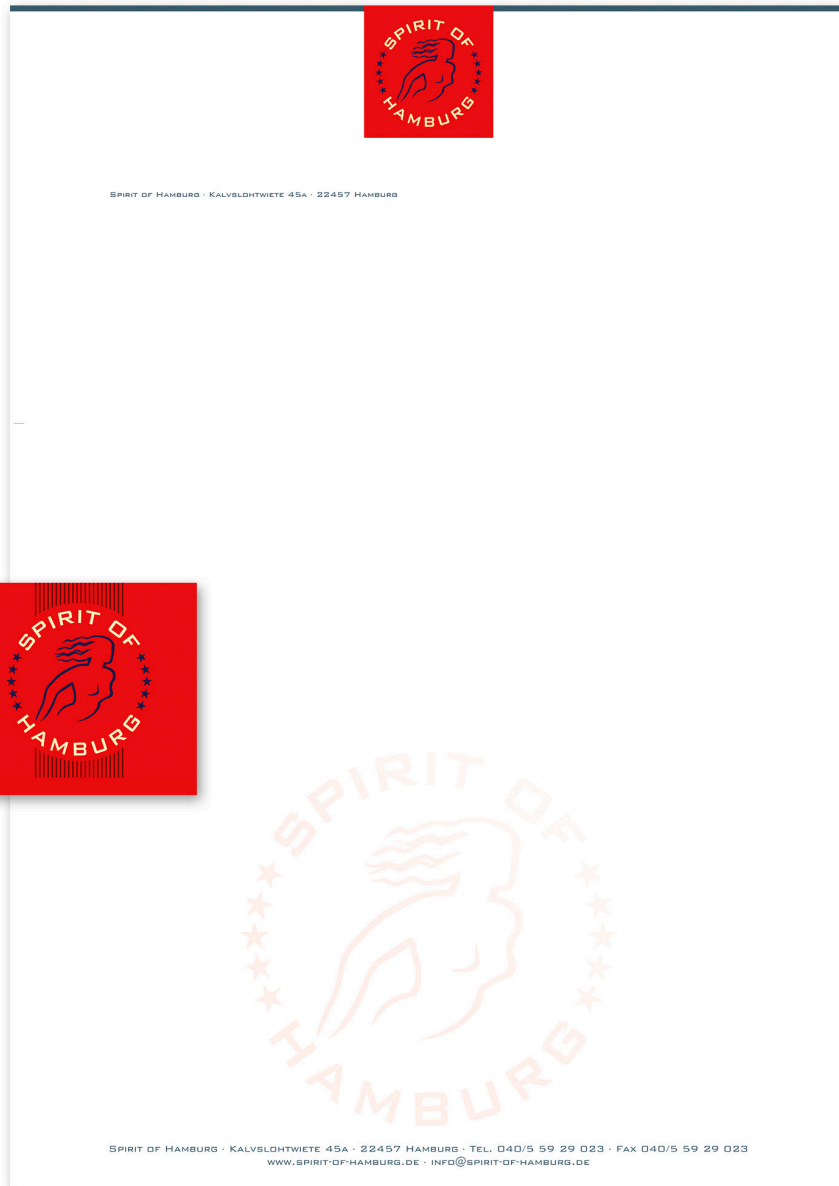 SPIRIT OF
HAMBURG
Spirit of Hamburg · Kalvslohtwiete 45a · 22457 Hamburg
SPIRIT OF
HAMBURG
SPIRIT OF
HAMBURG
Spirit of Hamburg · Kalvslohtwiete 45a · 22457 Hamburg · Tel. 040/5 59 29 023 · Fax 040/5 59 29 023
www.spirit-of-hamburg.de · info@spirit-of-hamburg.de